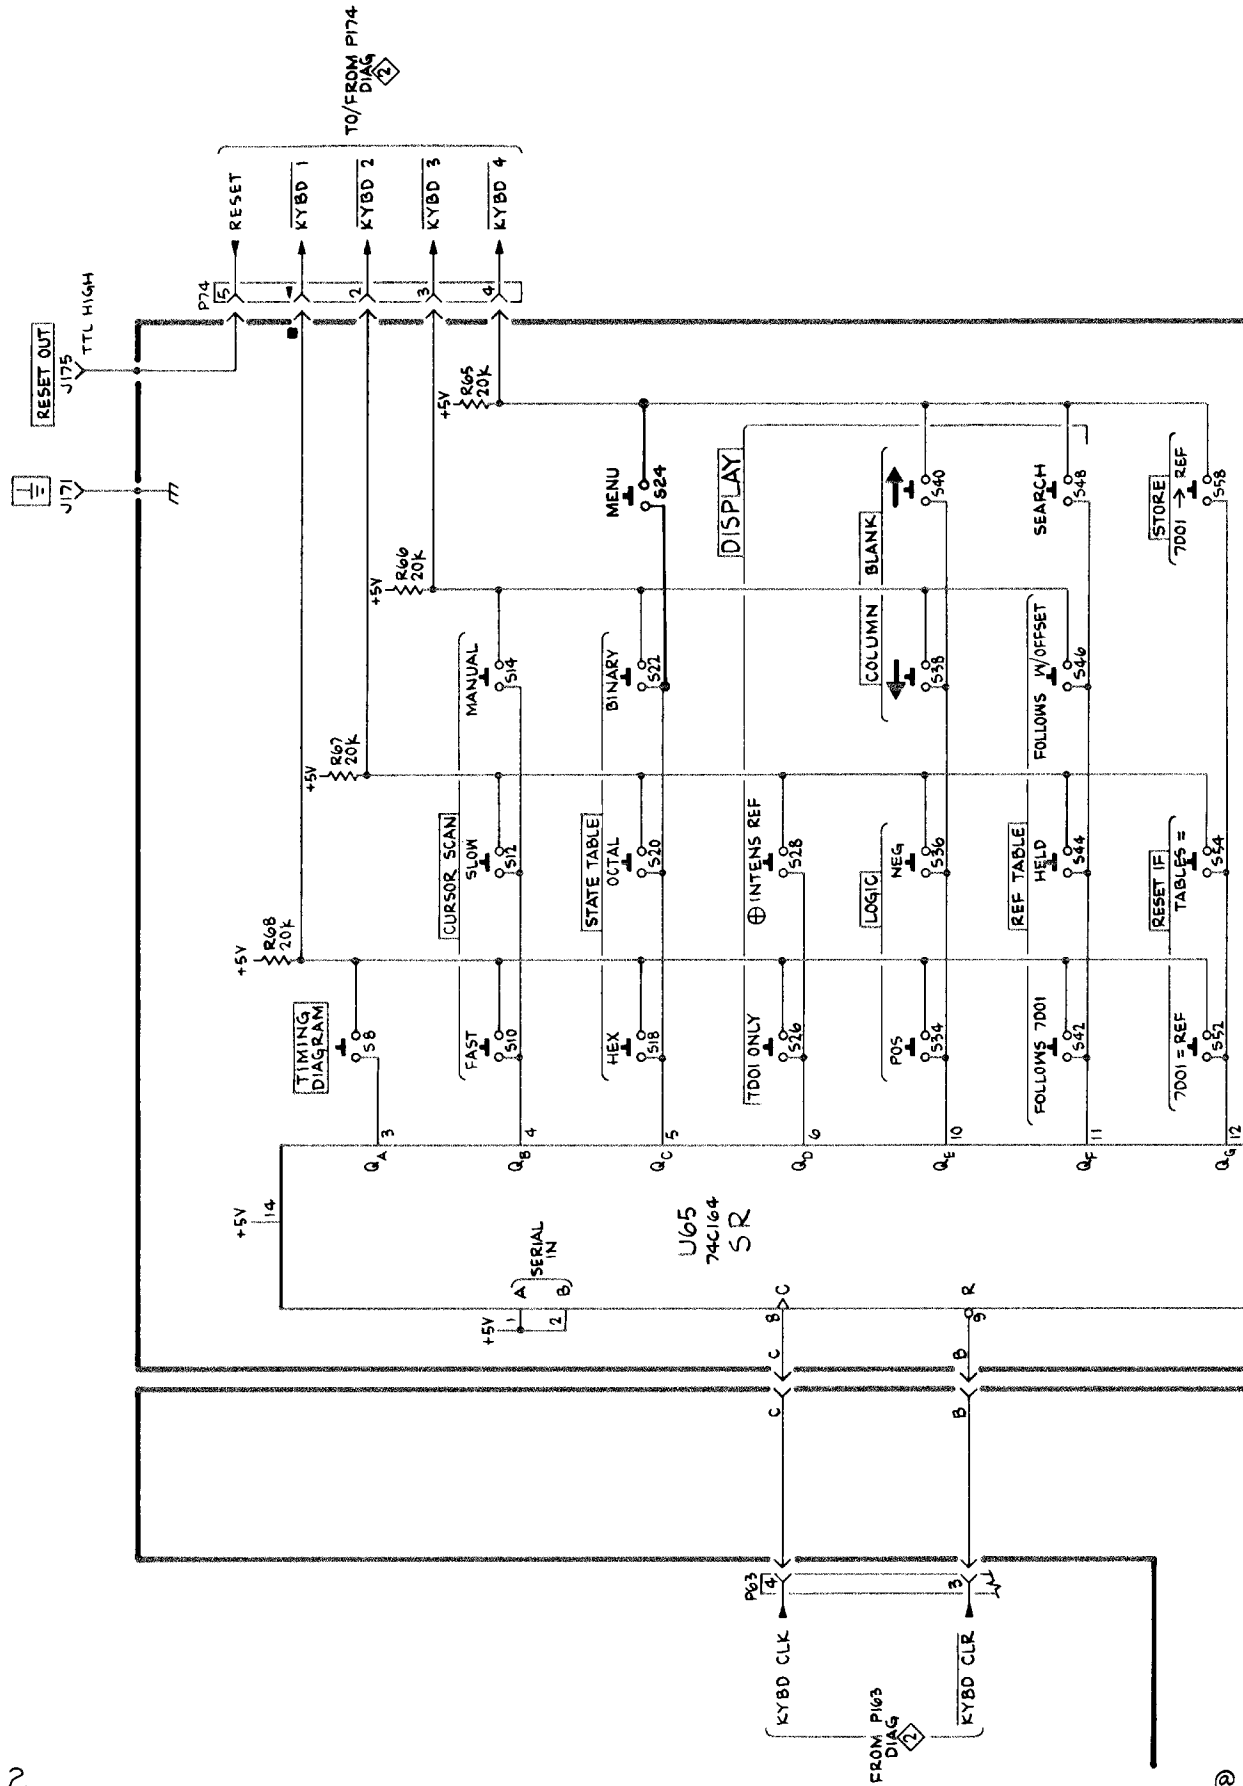 2
RESET OUT
J171
J175
TTL HIGH
P74
5
RESET
KYBD 1
2
KYBD 2
3
KYBD 3
4
KYBD 4
TO/FROM P174
DIAG
2
+5V
R68
20K
+5V
R67
20K
+5V
R66
20K
+5V
R65
20K
TIMING
DIAGRAM
S8
CURSOR SCAN
FAST
S10
SLOW
S12
MANUAL
S14
STATE TABLE
HEX
S18
OCTAL
S20
BINARY
S22
MENU
S24
DISPLAY
7D01 ONLY
S26
⊕ INTENS REF
S28
LOGIC
POS
S34
NEG
S36
COLUMN BLANK
←
S38
→
S40
REF TABLE
FOLLOWS 7D01
S42
HELD
S44
FOLLOWS W/OFFSET
S46
SEARCH
S48
RESET IF
7D01 = REF
S52
TABLES =
S54
STORE
7D01 → REF
S58
+5V
14
QA
3
QB
4
QC
5
QD
6
QE
10
QF
11
QG
12
U65
74C164
SR
SERIAL
IN
A
B
+5V
1
2
C
8
C
R
9
B
C
B
P63
4
3
KYBD CLK
KYBD CLR
FROM P163
DIAG
2
@